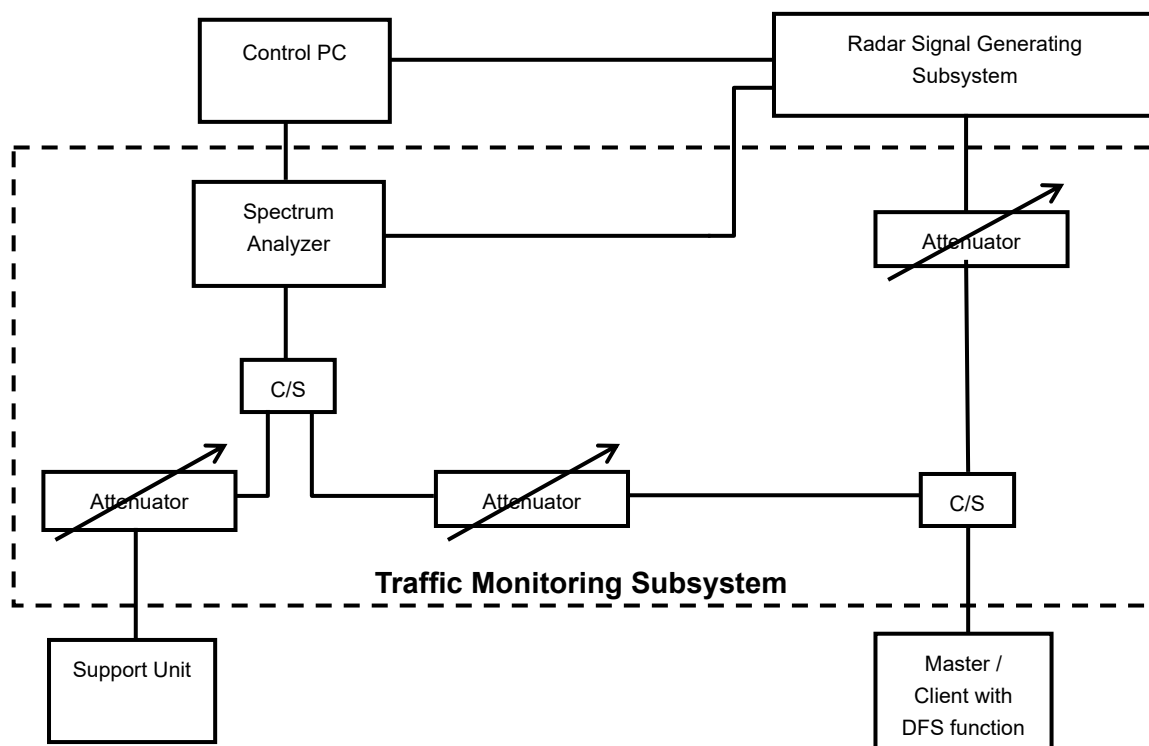 Control PC
Radar Signal Generating
Subsystem
Spectrum
Analyzer
Attenuator
C/S
Attenuator
Attenuator
C/S
Traffic Monitoring Subsystem
Support Unit
Master /
Client with
DFS function